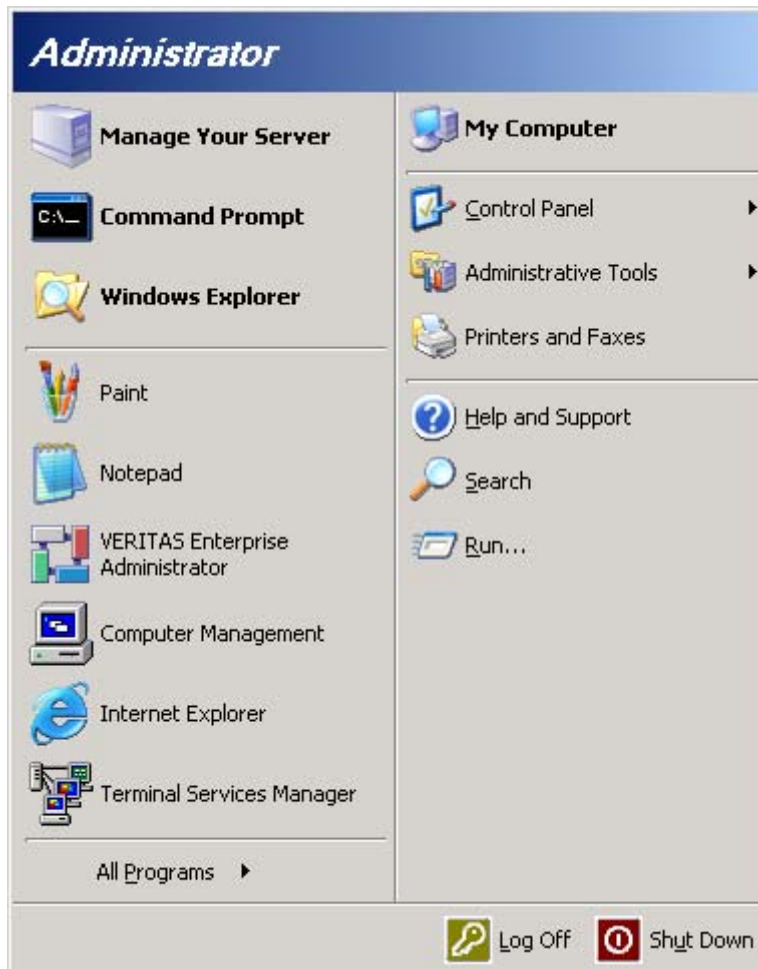 Administrator
Manage Your Server
C:\_
Command Prompt
Windows Explorer
Paint
Notepad
VERITAS Enterprise
Administrator
Computer Management
Internet Explorer
Terminal Services Manager
All Programs
My Computer
Control Panel
Administrative Tools
Printers and Faxes
Help and Support
Search
Run...
Log Off
Shut Down